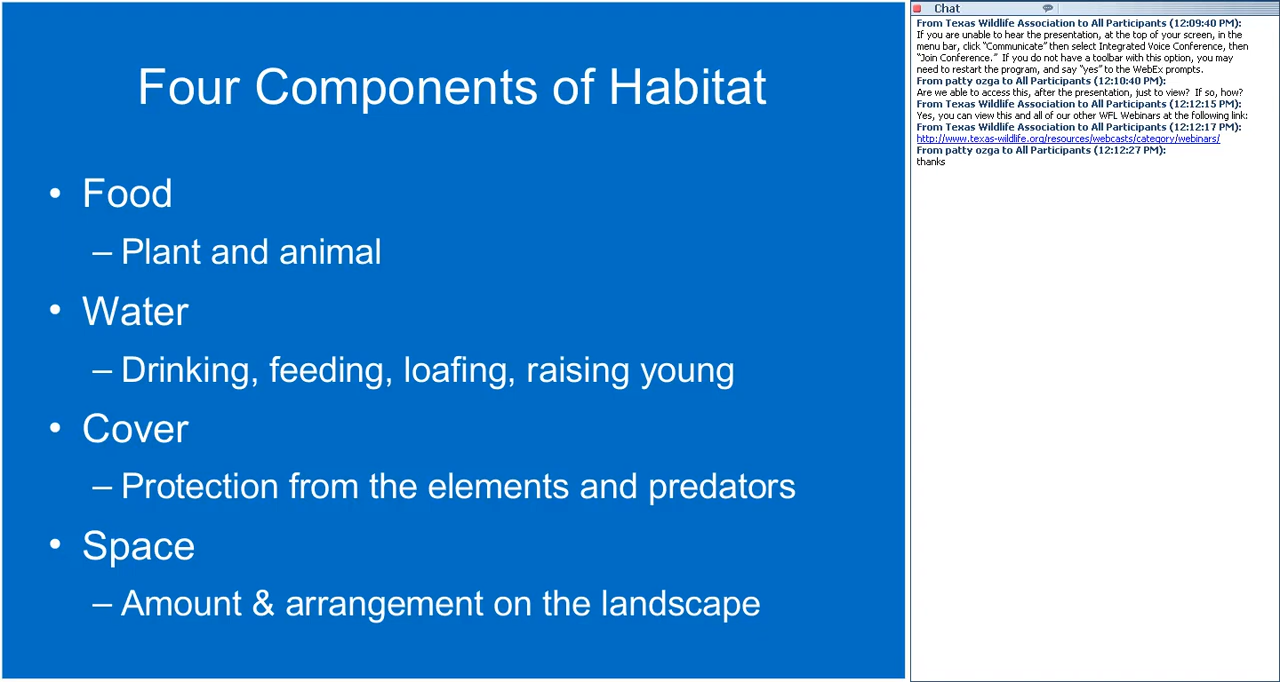 Four Components of Habitat
• Food
– Plant and animal
• Water
– Drinking, feeding, loafing, raising young
• Cover
– Protection from the elements and predators
• Space
– Amount & arrangement on the landscape
Chat
From Texas Wildlife Association to All Participants (12:09:40 PM):
If you are unable to hear the presentation, at the top of your screen, in the
menu bar, click “Communicate” then select Integrated Voice Conference, then
“Join Conference.”  If you do not have a toolbar with this option, you may
need to restart the program, and say “yes” to the WebEx prompts.
From patty ozga to All Participants (12:10:40 PM):
Are we able to access this, after the presentation, just to view?  If so, how?
From Texas Wildlife Association to All Participants (12:12:15 PM):
Yes, you can view this and all of our other WFL Webinars at the following link:
From Texas Wildlife Association to All Participants (12:12:17 PM):
http://www.texas-wildlife.org/resources/webcasts/category/webinars/
From patty ozga to All Participants (12:12:27 PM):
thanks